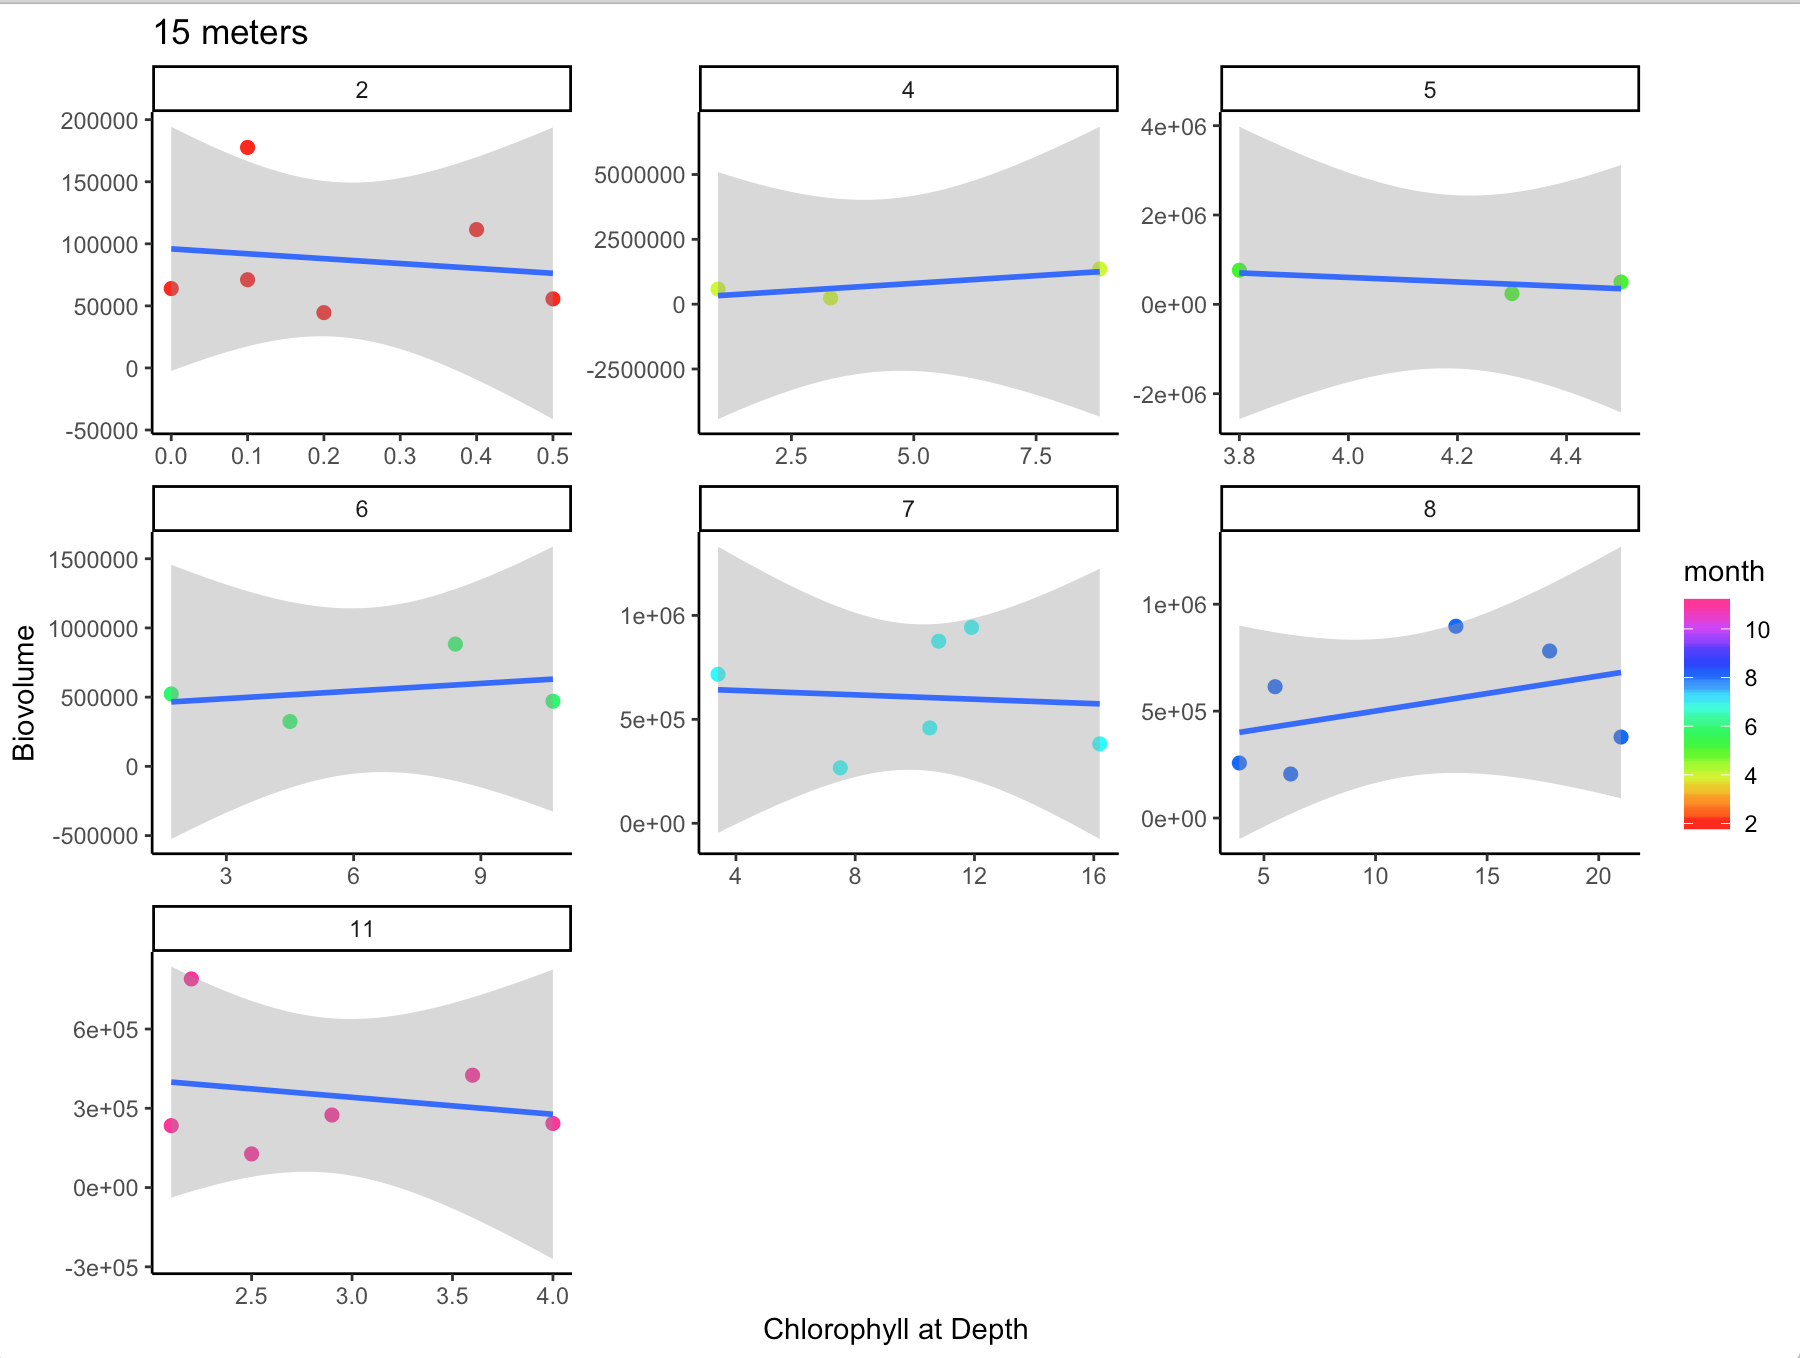 15 meters
2
4
5
200000
150000
100000
50000
0
-50000
0.0 0.1 0.2 0.3 0.4 0.5
5000000
2500000
0
-2500000
2.5 5.0 7.5
4e+06
2e+06
0e+00
-2e+06
3.8 4.0 4.2 4.4
6
7
8
1500000
1000000
500000
0
-500000
3 6 9
1e+06
5e+05
0e+00
4 8 12 16
1e+06
5e+05
0e+00
5 10 15 20
11
6e+05
3e+05
0e+00
-3e+05
2.5 3.0 3.5 4.0
Biovolume
Chlorophyll at Depth
month
10
8
6
4
2